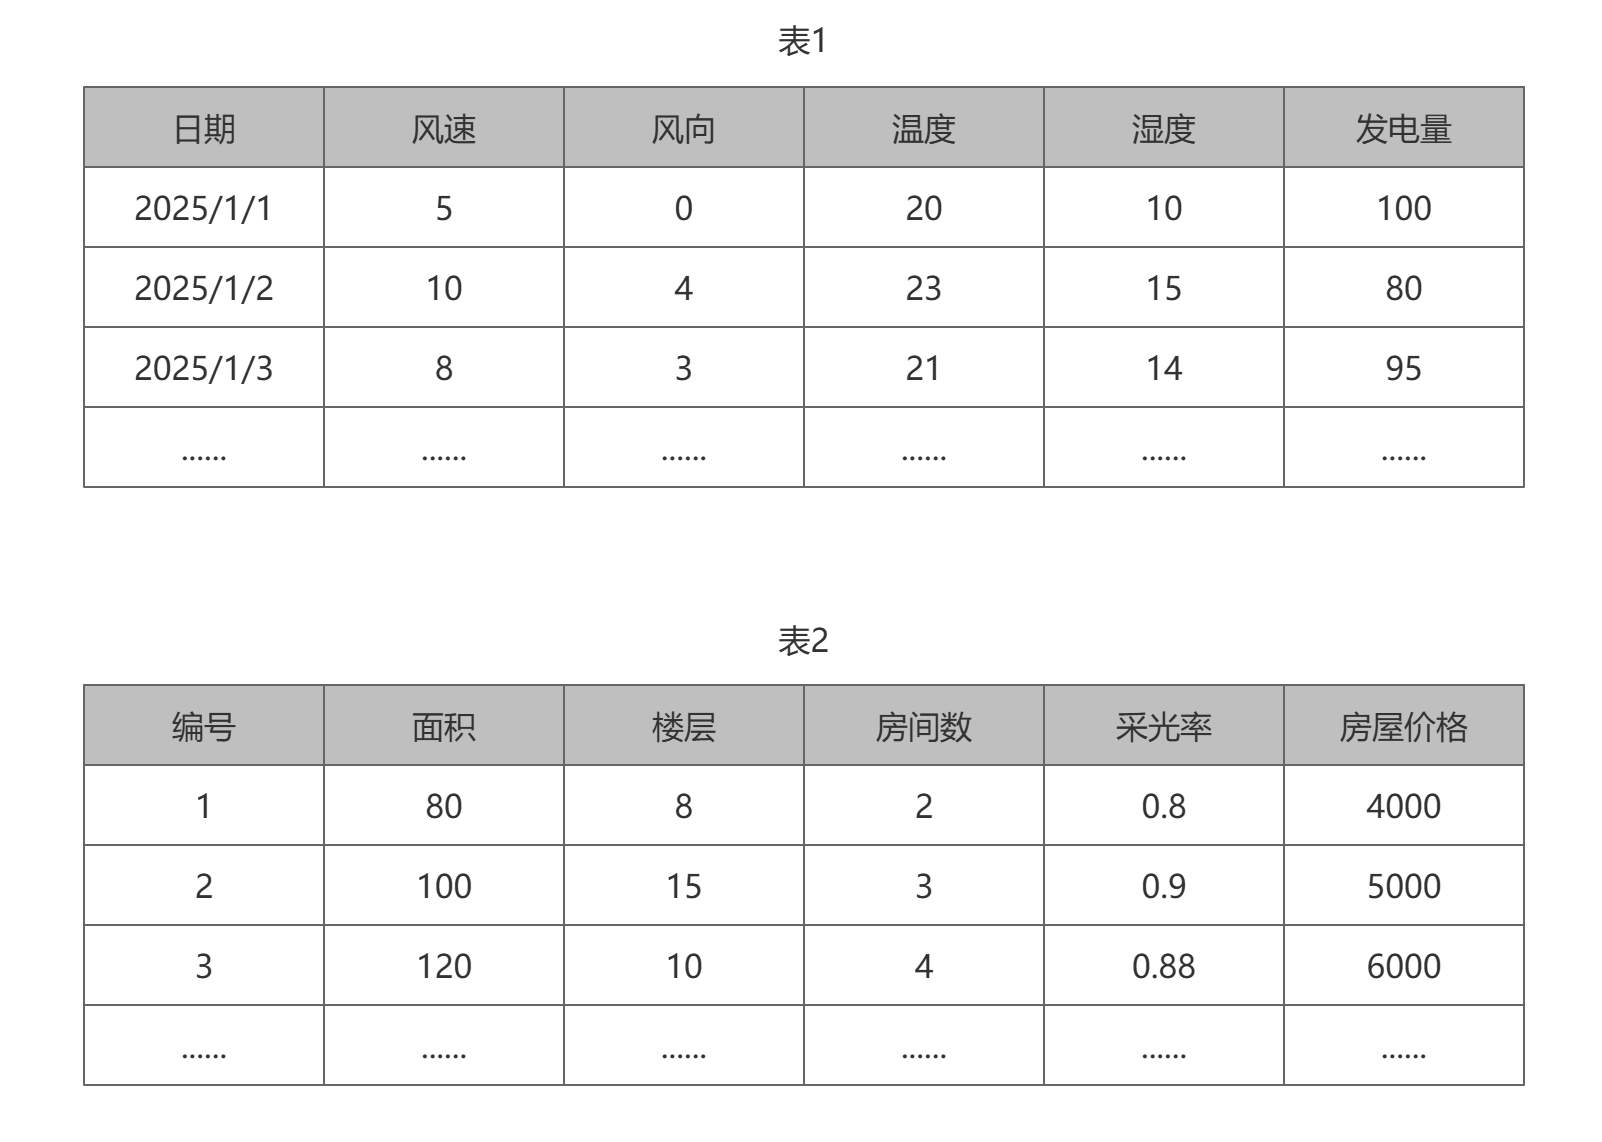 表1
日期 风速 风向 温度 湿度 发电量
2025/1/1 5 0 20 10 100
2025/1/2 10 4 23 15 80
2025/1/3 8 3 21 14 95
...... ...... ...... ...... ...... ......
表2
编号 面积 楼层 房间数 采光率 房屋价格
1 80 8 2 0.8 4000
2 100 15 3 0.9 5000
3 120 10 4 0.88 6000
...... ...... ...... ...... ...... ......